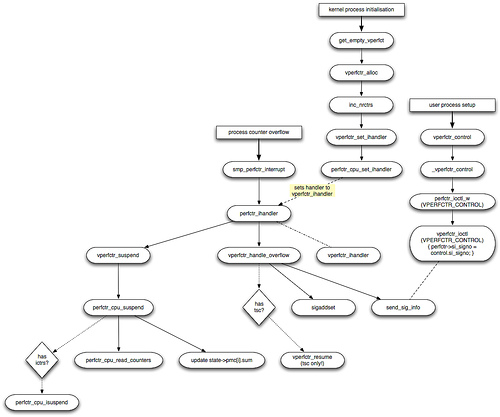 kernel process initialisation
get_empty_vperfct
vperfctr_alloc
inc_nrctrs
user process setup
process counter overflow
vperfctr_set_ihandler
vperfctr_control
smp_perfctr_interrupt
perfctr_cpu_set_ihandler
_vperfctr_control
sets handler to
vperfctr_ihandler
perfctr_ioctl_w
(VPERFCTR_CONTROL)
perfctr_ihandler
vperfctr_ioctl
(VPERFCTR_CONTROL)
{ perfctr->si_signo =
control.si_signo; }
vperfctr_suspend
vperfctr_handle_overflow
vperfctr_ihandler
perfctr_cpu_suspend
has
tsc?
sigaddset
send_sig_info
has
ictrs?
perfctr_cpu_read_counters
update state->pmc[i].sum
vperfctr_resume
(tsc only!)
perfctr_cpu_isuspend